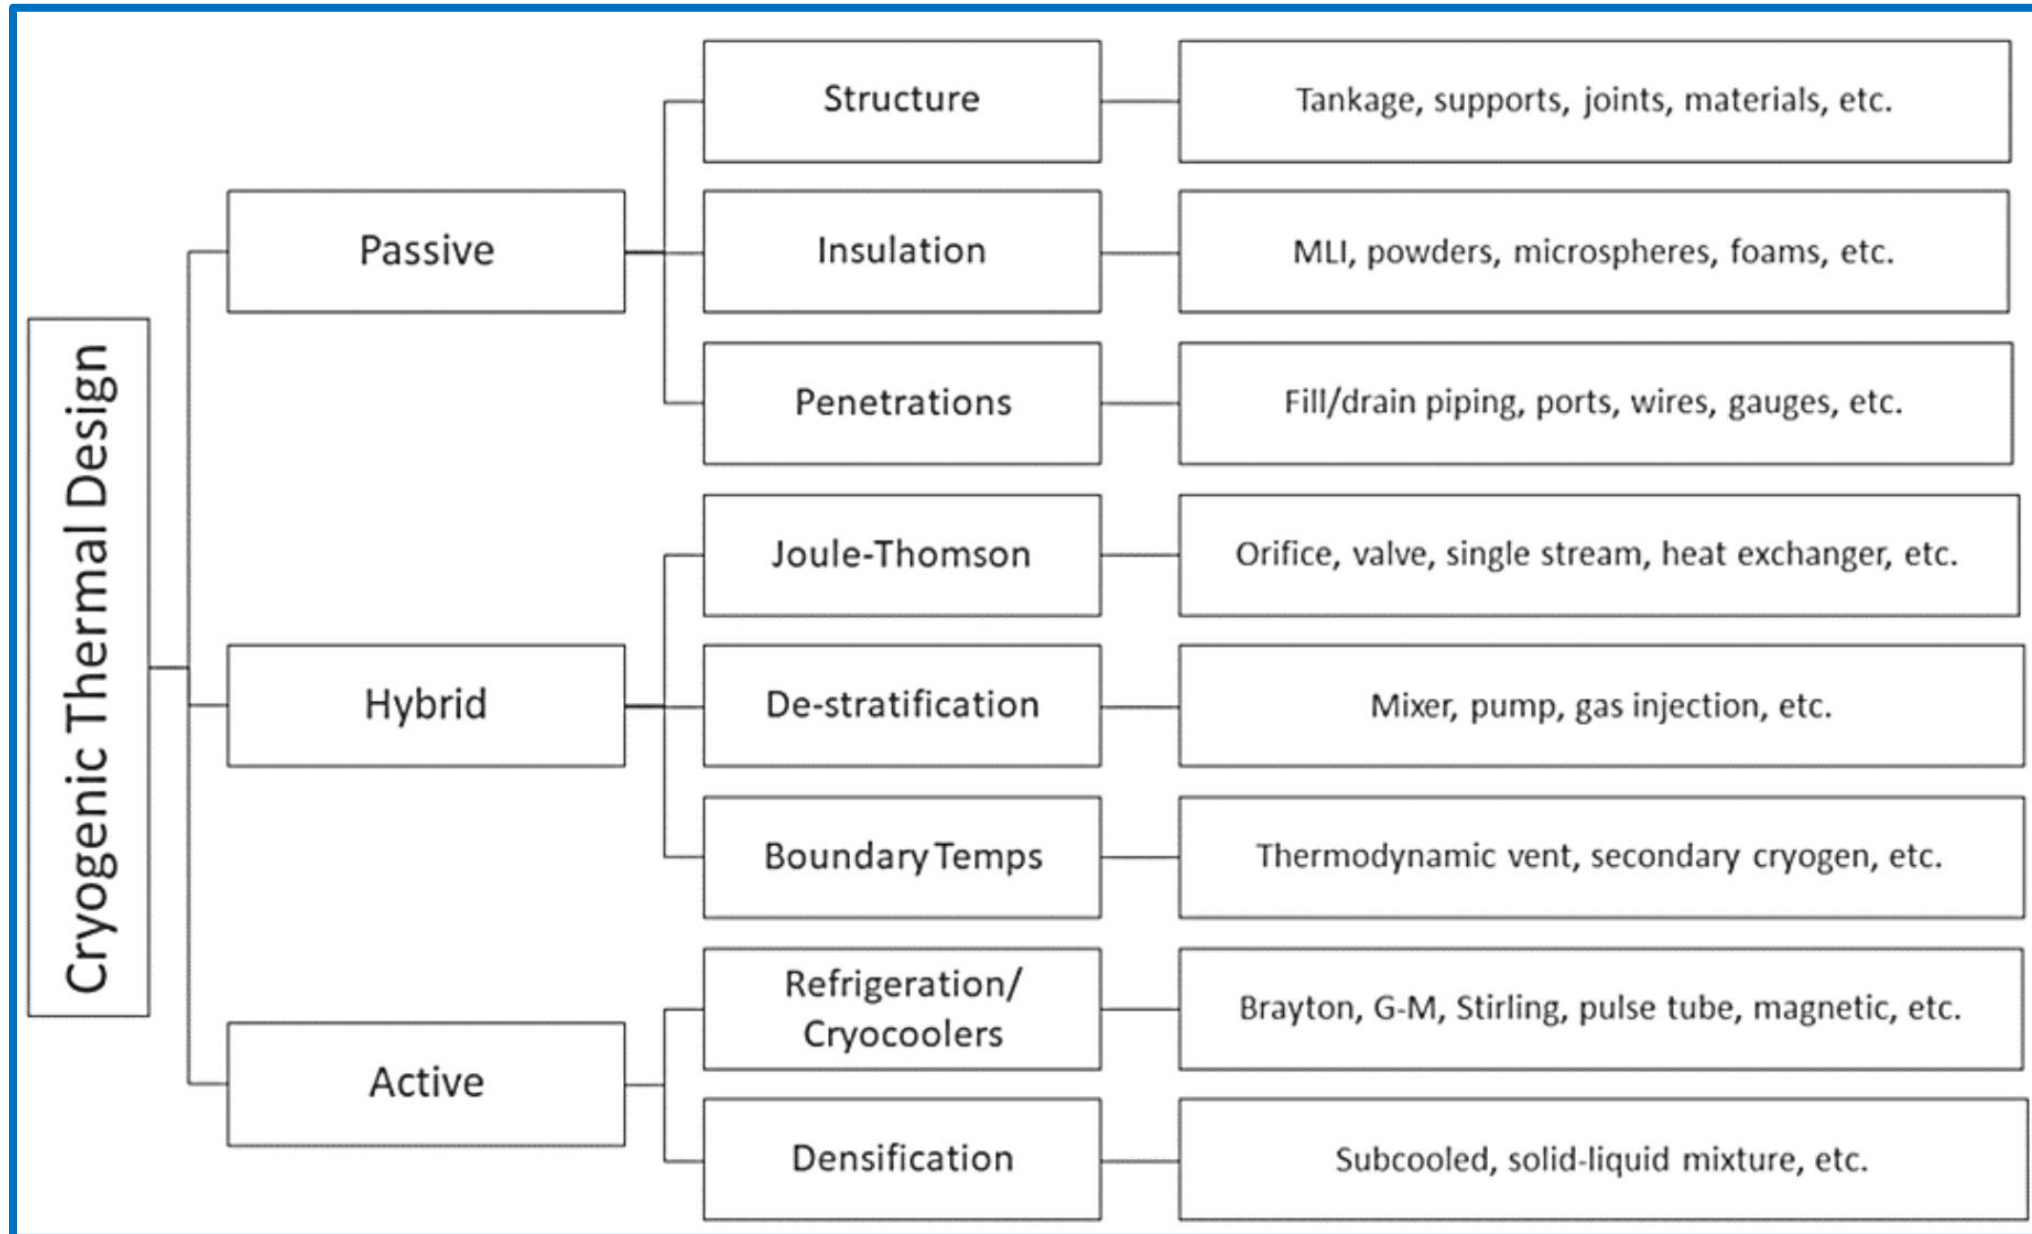 Cryogenic Thermal Design
Passive
Structure
Tankage, supports, joints, materials, etc.
Insulation
MLI, powders, microspheres, foams, etc.
Penetrations
Fill/drain piping, ports, wires, gauges, etc.
Hybrid
Joule-Thomson
Orifice, valve, single stream, heat exchanger, etc.
De-stratification
Mixer, pump, gas injection, etc.
Boundary Temps
Thermodynamic vent, secondary cryogen, etc.
Active
Refrigeration/
Cryocoolers
Brayton, G-M, Stirling, pulse tube, magnetic, etc.
Densification
Subcooled, solid-liquid mixture, etc.